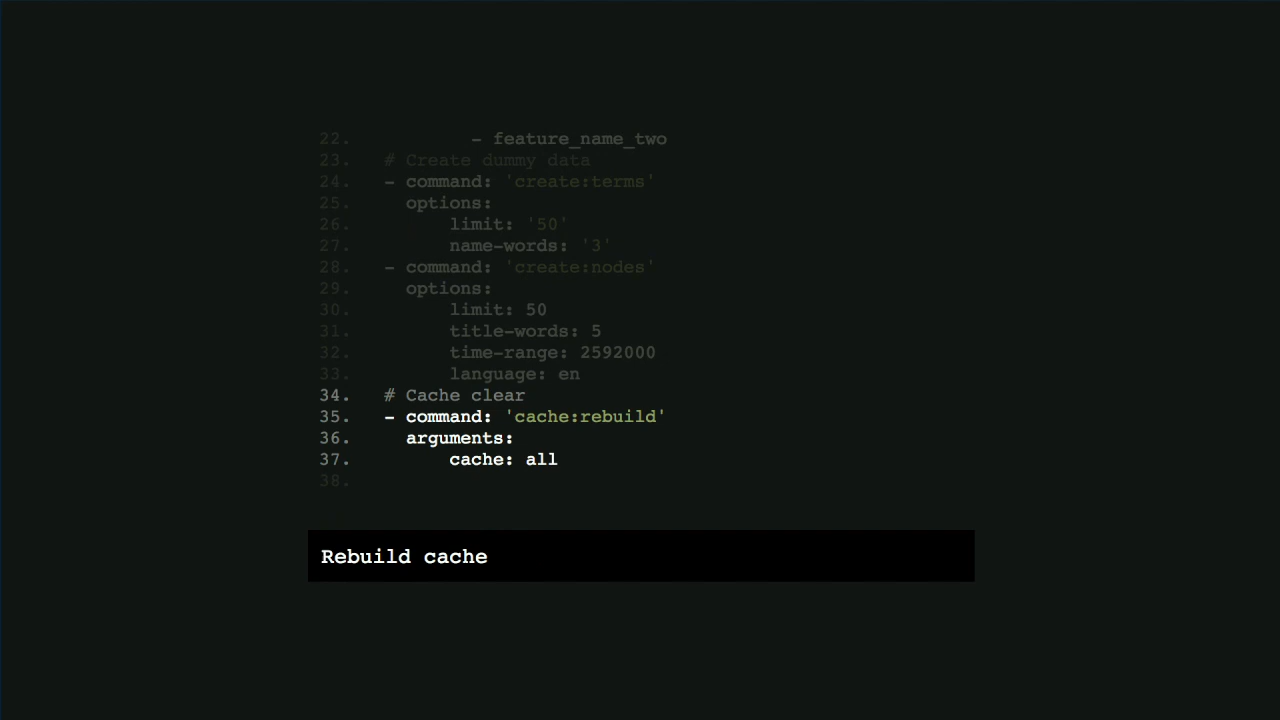 22. - feature_name_two
23. # Create dummy data
24. - command: 'create:terms'
25. options:
26. limit: '50'
27. name-words: '3'
28. - command: 'create:nodes'
29. options:
30. limit: 50
31. title-words: 5
32. time-range: 2592000
33. language: en
34. # Cache clear
35. - command: 'cache:rebuild'
36. arguments:
37. cache: all
38.
Rebuild cache